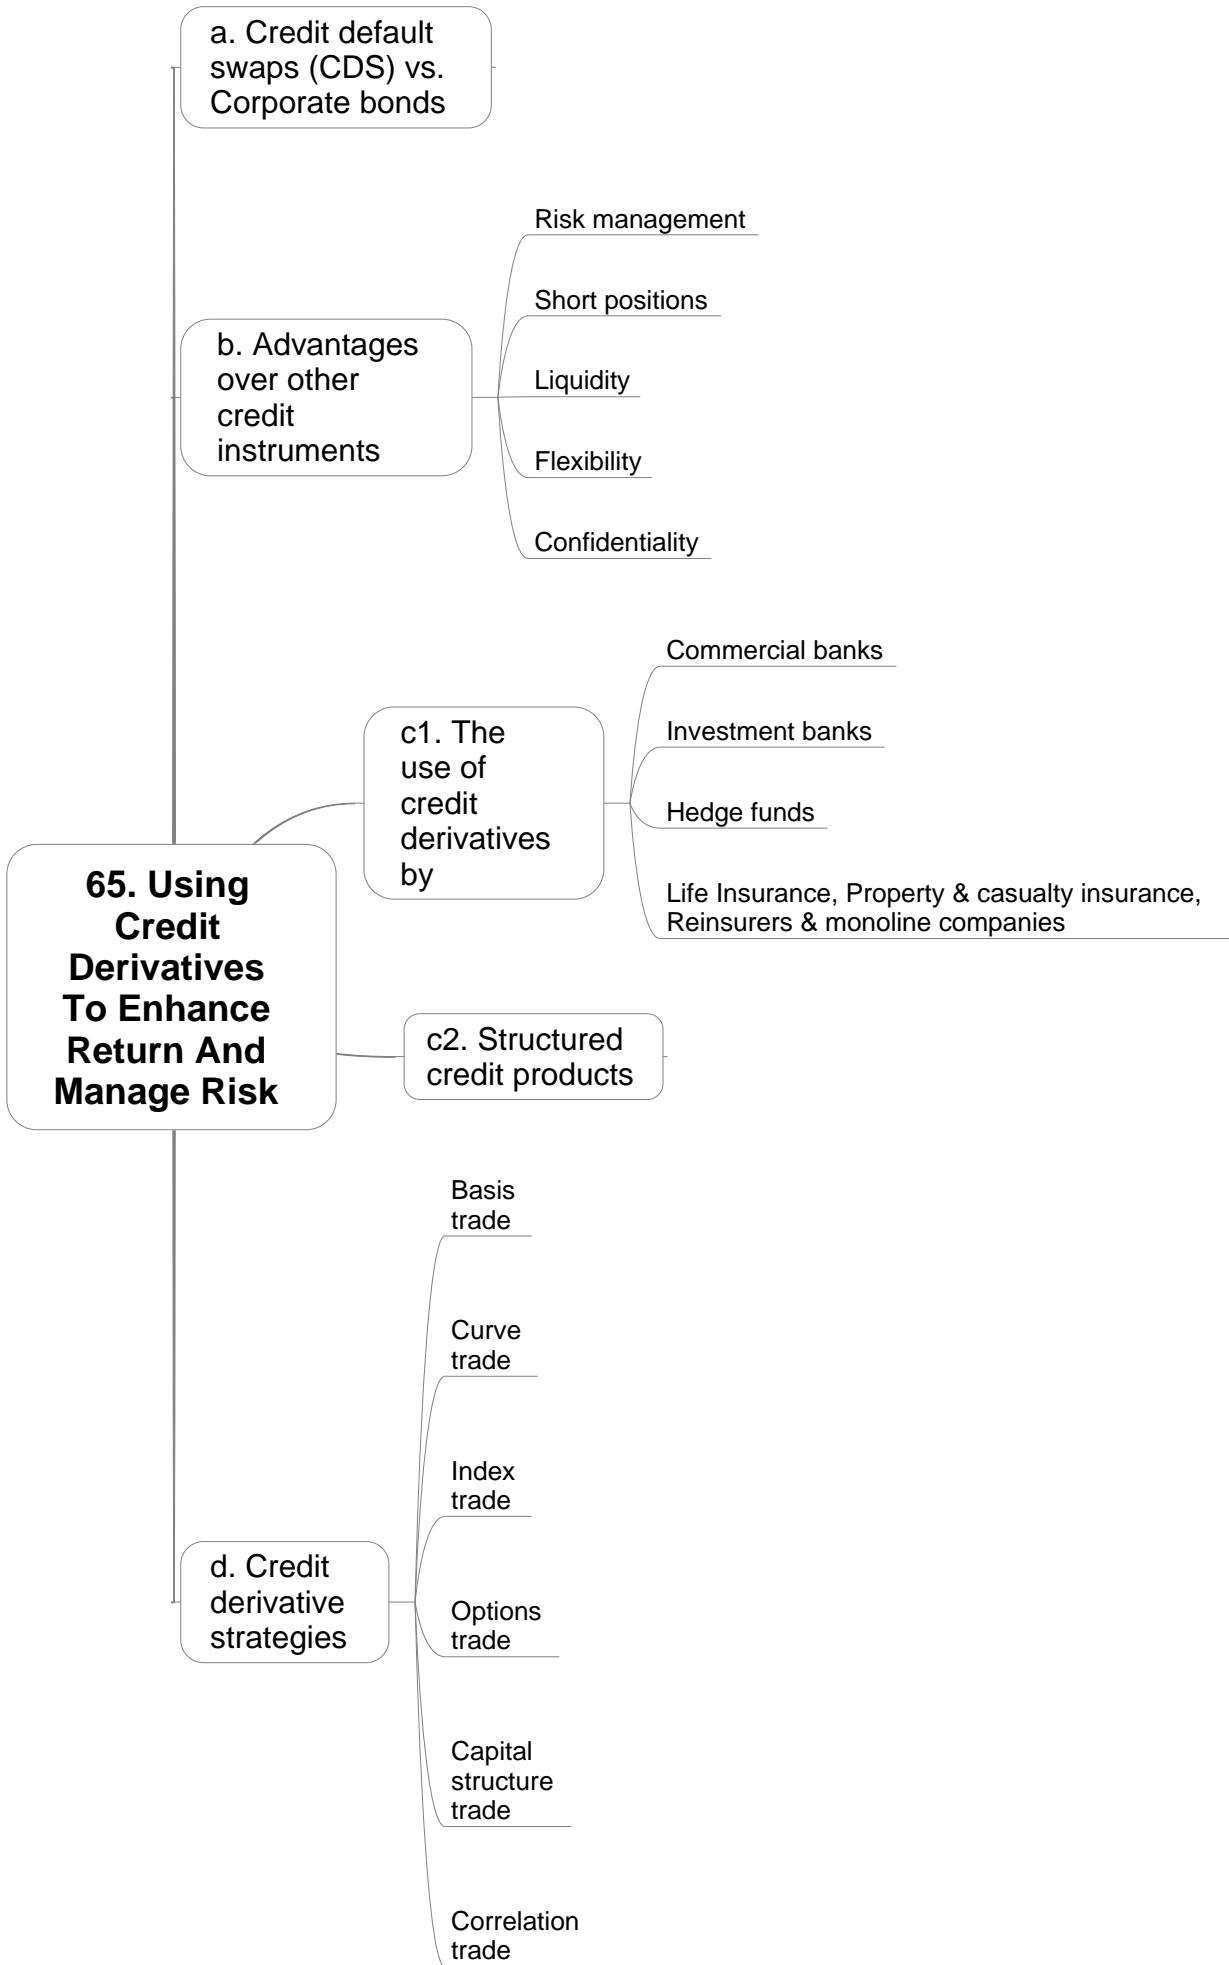 a. Credit default
swaps (CDS) vs.
Corporate bonds
Risk management
Short positions
b. Advantages
over other
credit
instruments
Liquidity
Flexibility
Confidentiality
Commercial banks
c1. The
use of
credit
derivatives
by
Investment banks
Hedge funds
Life Insurance, Property & casualty insurance,
Reinsurers & monoline companies
65. Using
Credit
Derivatives
To Enhance
Return And
Manage Risk
c2. Structured
credit products
Basis
trade
Curve
trade
Index
trade
d. Credit
derivative
strategies
Options
trade
Capital
structure
trade
Correlation
trade